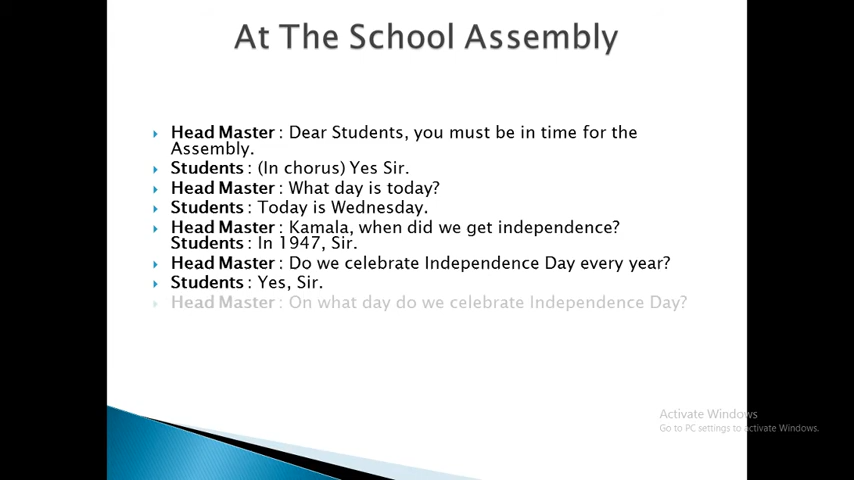 At The School Assembly
Head Master : Dear Students, you must be in time for the
Assembly.
Students : (In chorus) Yes Sir.
Head Master : What day is today?
Students : Today is Wednesday.
Head Master : Kamala, when did we get independence?
Students : In 1947, Sir.
Head Master : Do we celebrate Independence Day every year?
Students : Yes, Sir.
Head Master : On what day do we celebrate Independence Day?
Activate Windows
Go to PC settings to activate Windows.